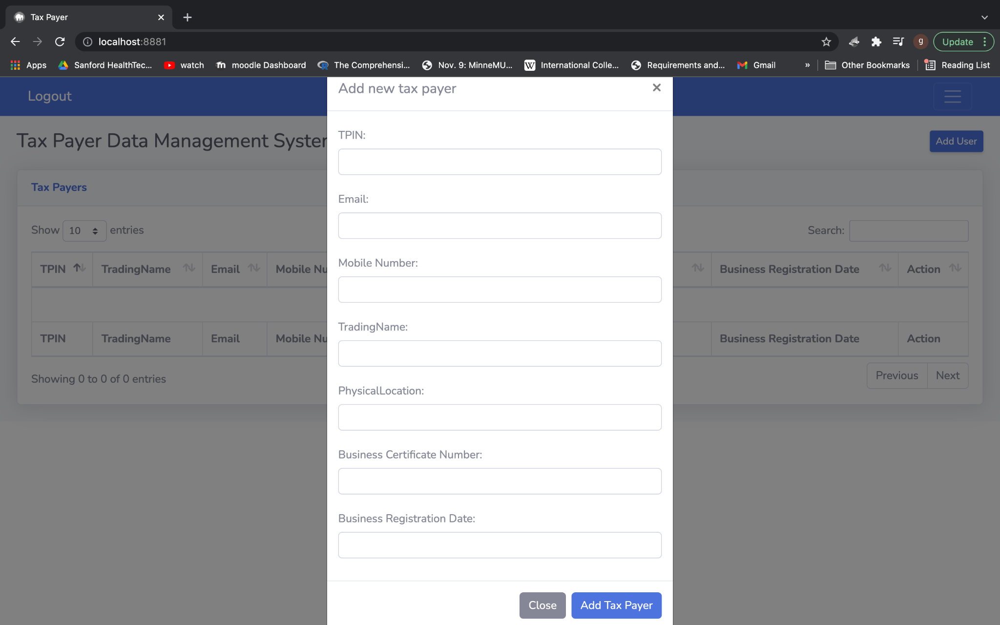 Tax Payer
localhost:8881
g
Update
Apps
Sanford HealthTec...
watch
moodle Dashboard
The Comprehensi...
Nov. 9: MinneMU...
International Colle...
Requirements and...
Gmail
»
Other Bookmarks
Reading List
Logout
Add new tax payer
Tax Payer Data Management System
Add User
TPIN:
Email:
Mobile Number:
TradingName:
PhysicalLocation:
Business Certificate Number:
Business Registration Date:
Close
Add Tax Payer
Tax Payers
Show 10 entries
Search:
TPIN TradingName Email Mobile Nu Business Registration Date Action
TPIN TradingName Email Mobile Nu Business Registration Date Action
Showing 0 to 0 of 0 entries
Previous Next